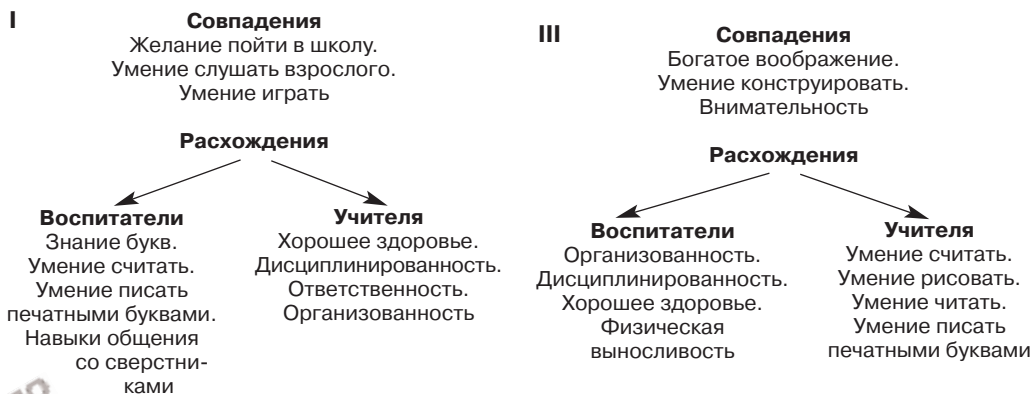 I
Совпадения
Желание пойти в школу.
Умение слушать взрослого.
Умение играть
Расхождения
Воспитатели
Знание букв.
Умение считать.
Умение писать
печатными буквами.
Навыки общения
со сверстни-
ками
Учителя
Хорошее здоровье.
Дисциплинированность.
Ответственность.
Организованность
III
Совпадения
Богатое воображение.
Умение конструировать.
Внимательность
Расхождения
Воспитатели
Организованность.
Дисциплинированность.
Хорошее здоровье.
Физическая
выносливость
Учителя
Умение считать.
Умение рисовать.
Умение читать.
Умение писать
печатными буквами